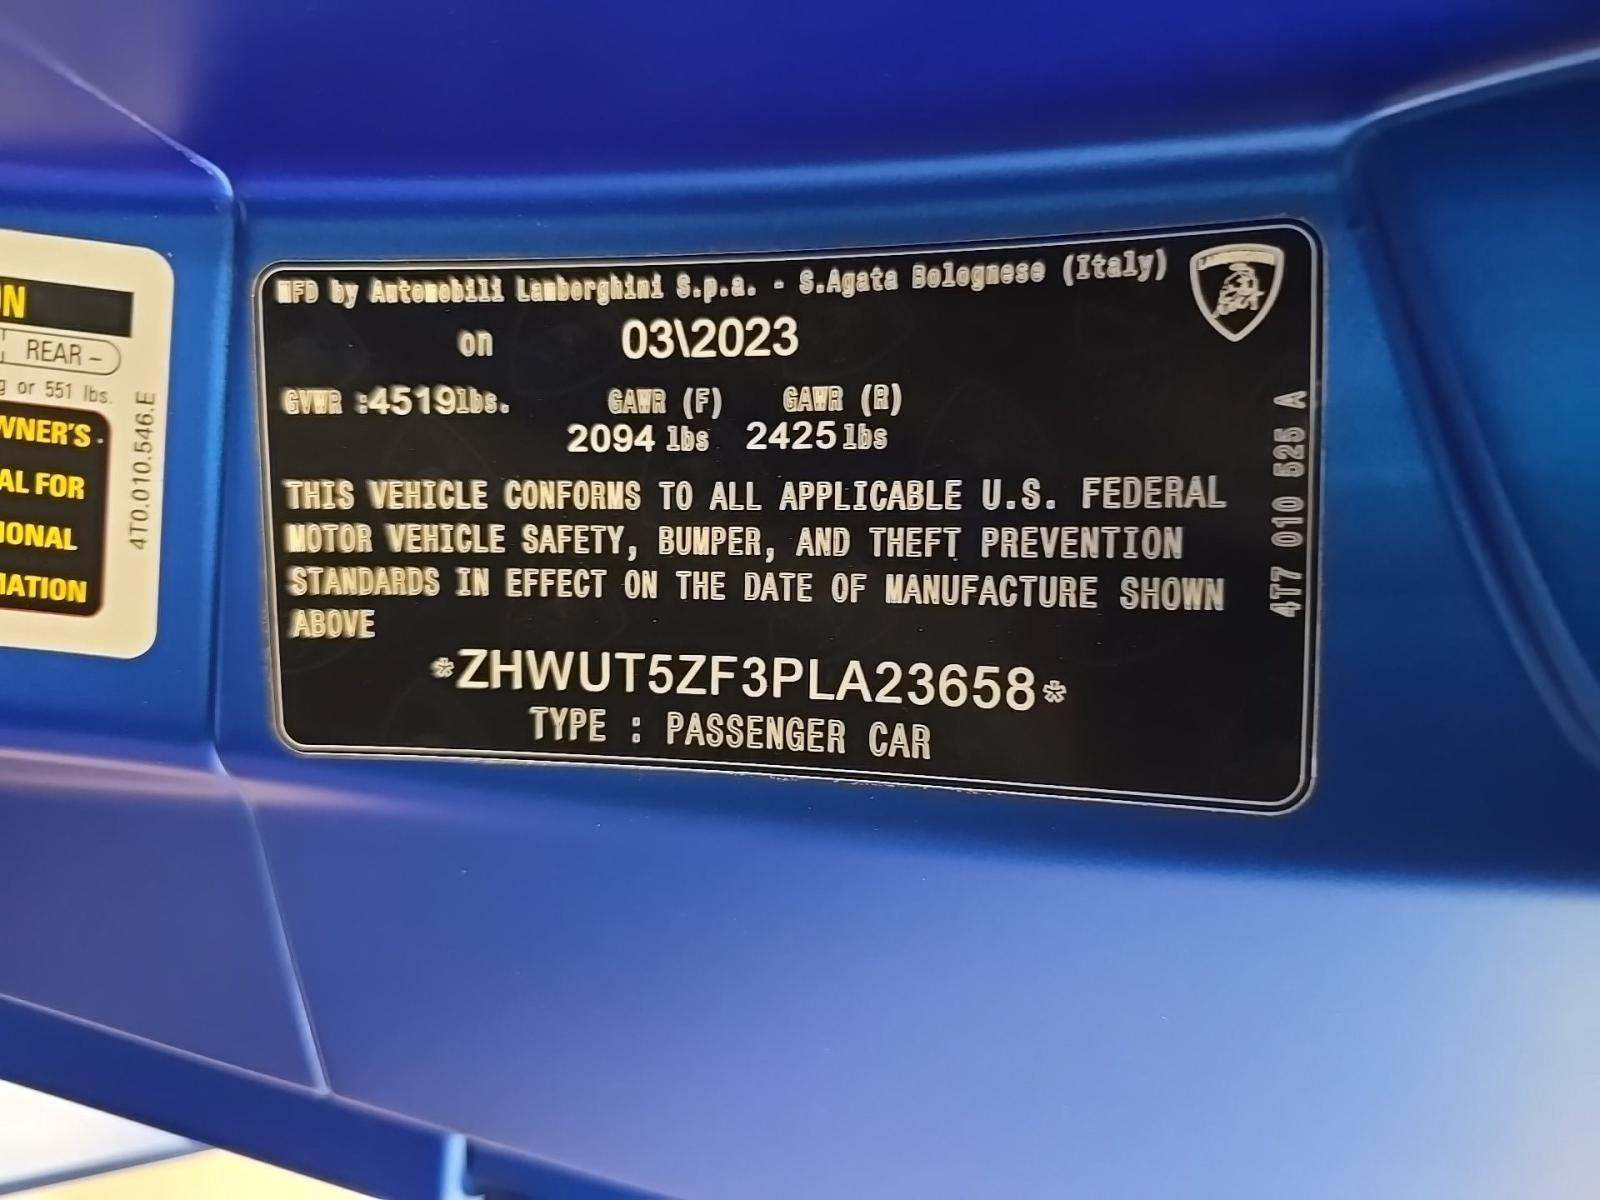 ON
REAR -
g or 551 lbs.
WNER'S
AL FOR
IONAL
MATION
4T0.010.546.E
MFD by Automobili Lamborghini S.p.a. - S.Agata Bolognese (Italy)
on 03\2023
GVWR :4519lbs. GAWR (F) GAWR (R)
2094 lbs 2425 lbs
THIS VEHICLE CONFORMS TO ALL APPLICABLE U.S. FEDERAL
MOTOR VEHICLE SAFETY, BUMPER, AND THEFT PREVENTION
STANDARDS IN EFFECT ON THE DATE OF MANUFACTURE SHOWN
ABOVE
*ZHWUT5ZF3PLA23658*
TYPE : PASSENGER CAR
4T7 010 525 A
LAMBORGHINI